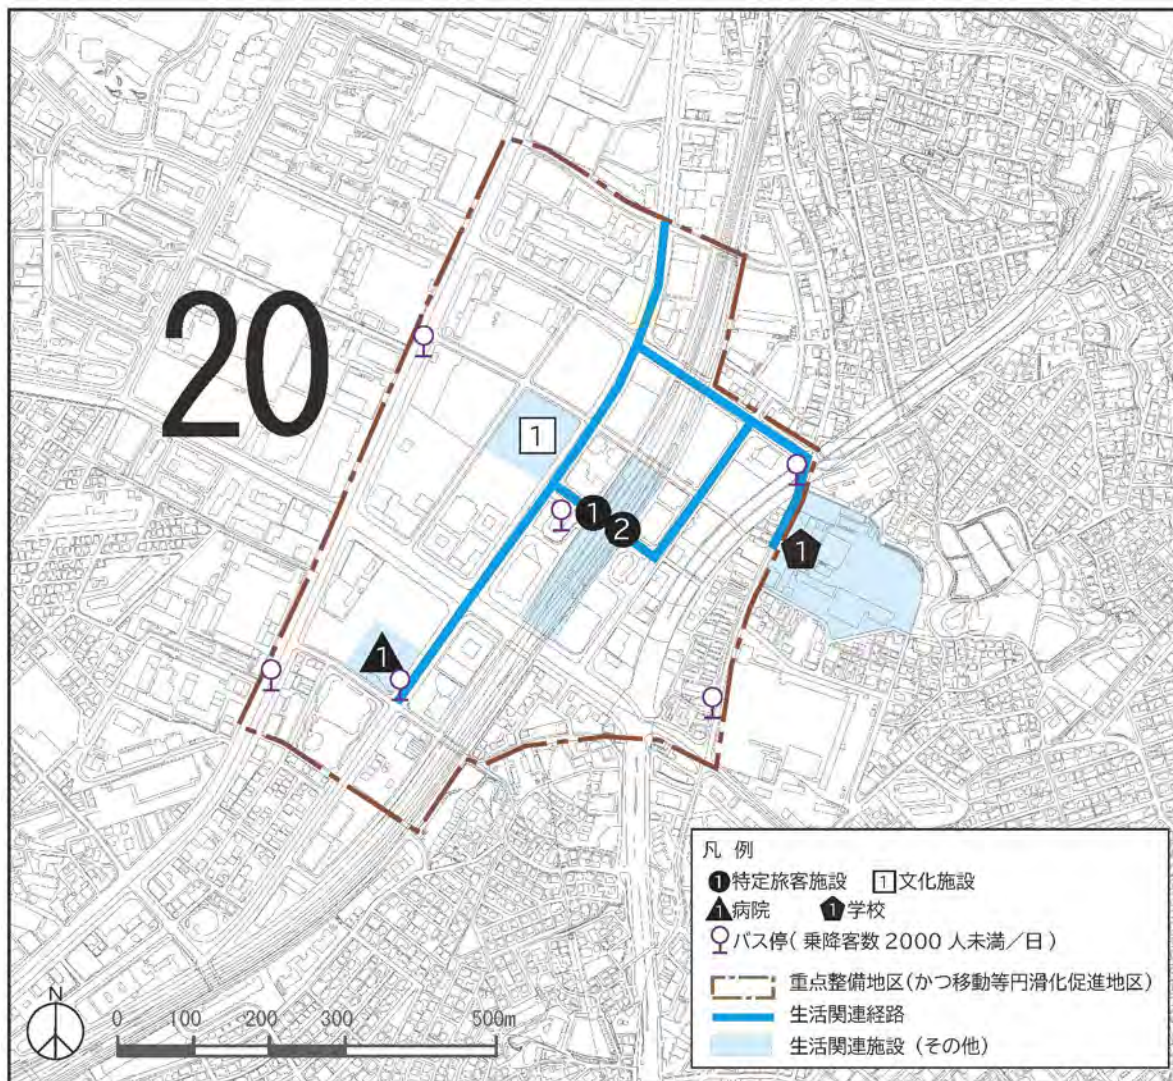 20
1
1
2
1
1
凡 例
1特定旅客施設 1文化施設
1病院 1学校
バス停( 乗降客数 2000 人未満／日 )
重点整備地区(かつ移動等円滑化促進地区)
生活関連経路
生活関連施設 (その他)
N
0 100 200 300 500m